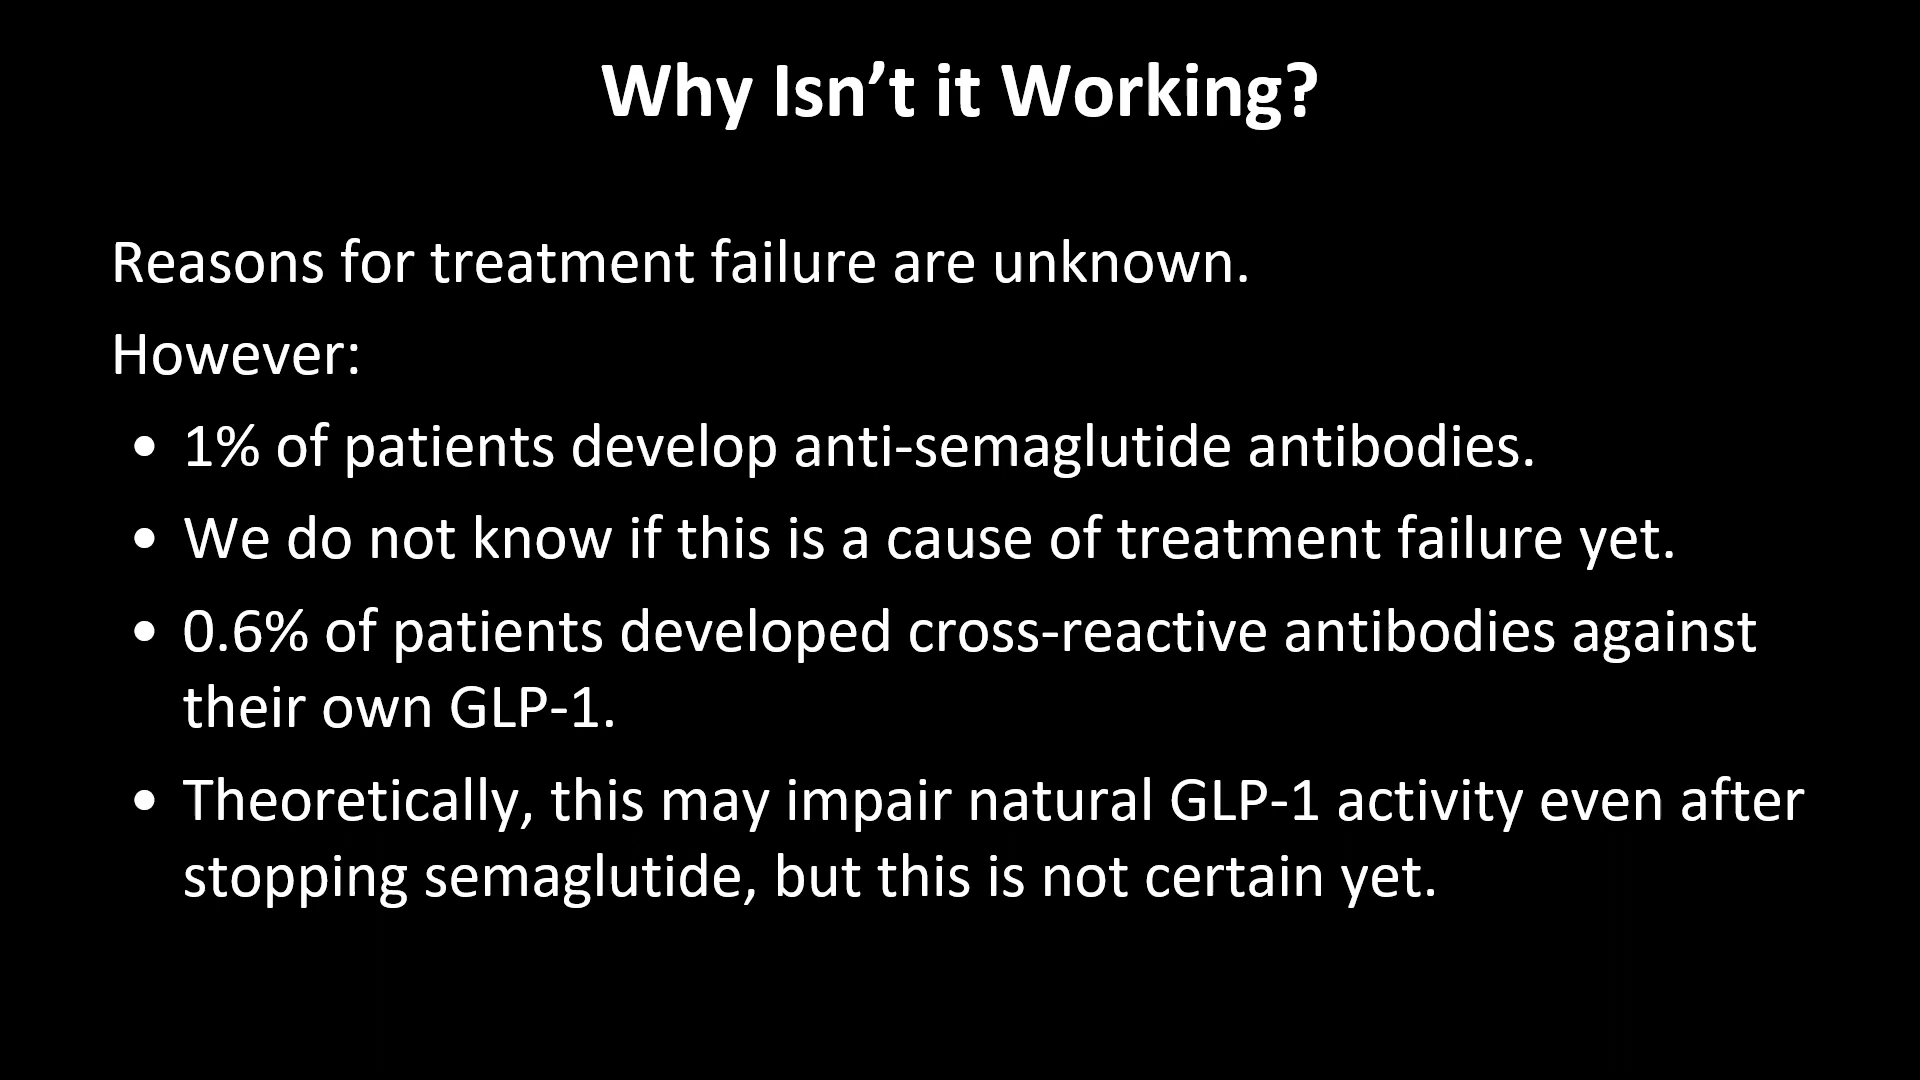 Why Isn’t it Working?
Reasons for treatment failure are unknown.
However:
• 1% of patients develop anti-semaglutide antibodies.
• We do not know if this is a cause of treatment failure yet.
• 0.6% of patients developed cross-reactive antibodies against
their own GLP-1.
• Theoretically, this may impair natural GLP-1 activity even after
stopping semaglutide, but this is not certain yet.